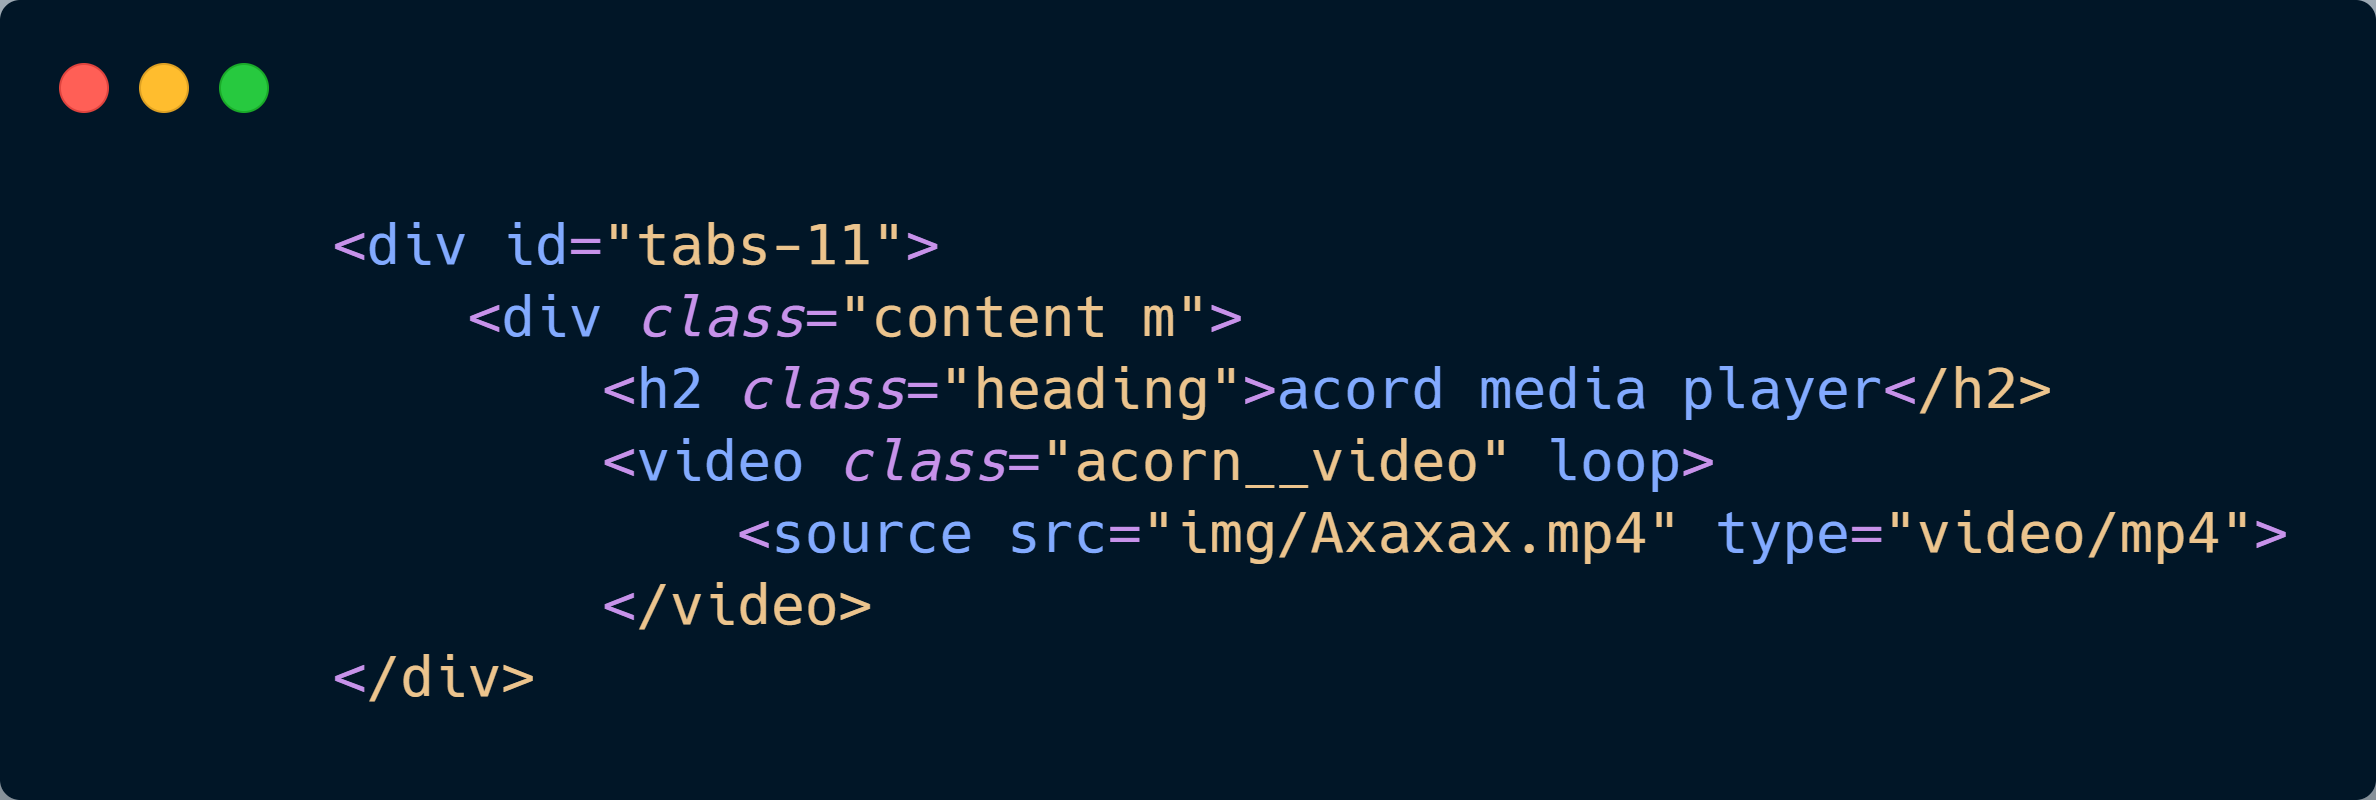 <div id="tabs-11">
<div class="content m">
<h2 class="heading">acord media player</h2>
<video class="acorn__video" loop>
<source src="img/Axaxax.mp4" type="video/mp4">
</video>
</div>